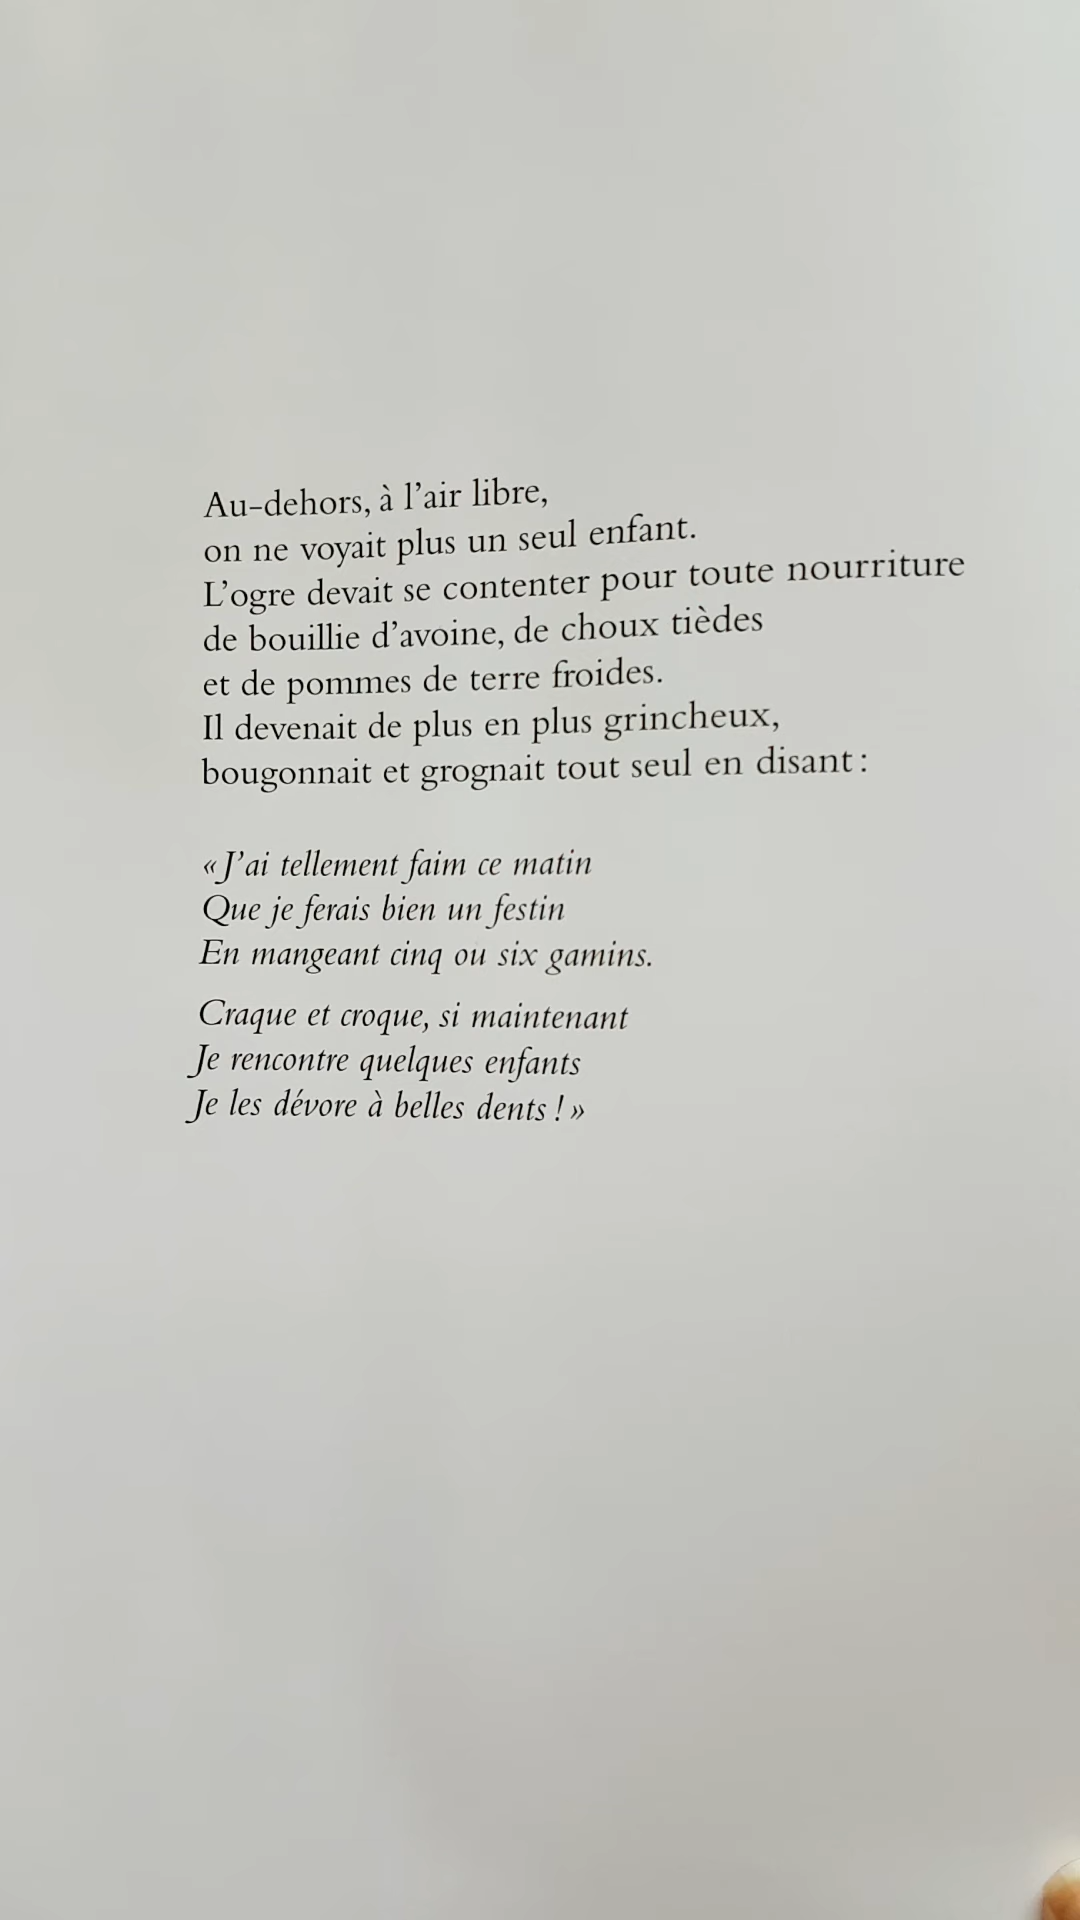 Au-dehors, à l'air libre,
on ne voyait plus un seul enfant.
L'ogre devait se contenter pour toute nourriture
de bouillie d'avoine, de choux tièdes
et de pommes de terre froides.
Il devenait de plus en plus grincheux,
bougonnait et grognait tout seul en disant :
« J'ai tellement faim ce matin
Que je ferais bien un festin
En mangeant cinq ou six gamins.
Craque et croque, si maintenant
Je rencontre quelques enfants
Je les dévore à belles dents ! »